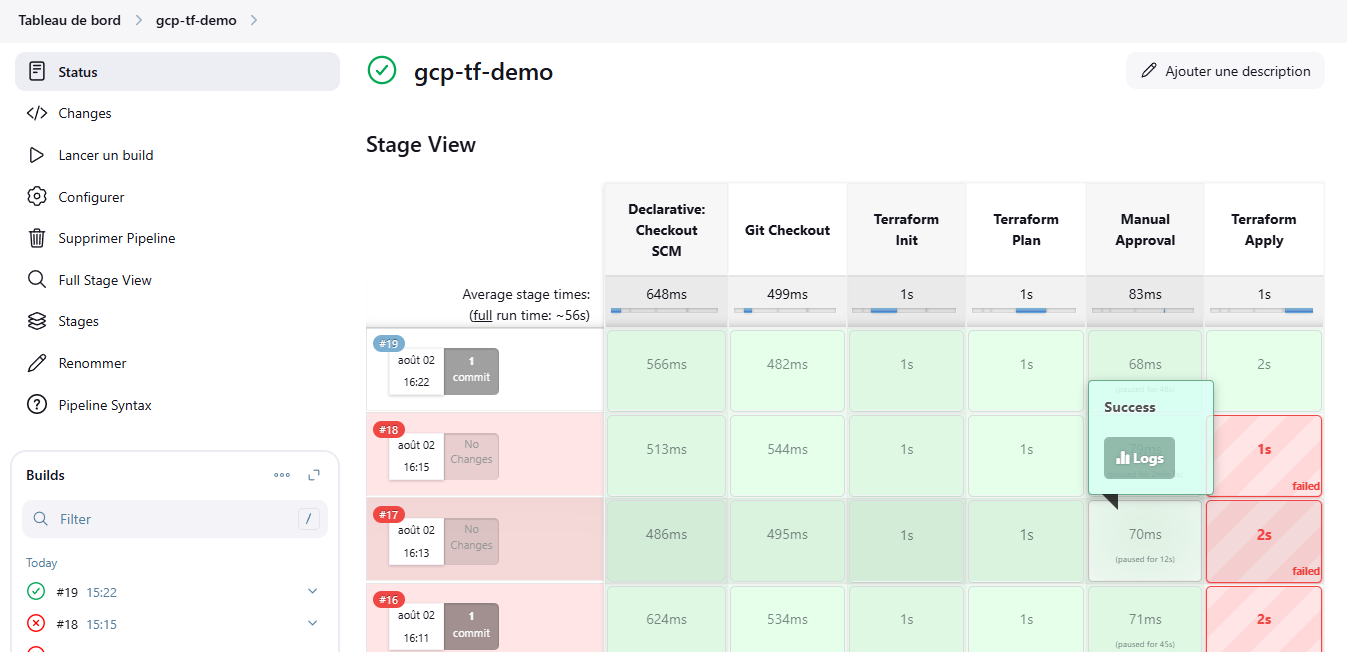 Tableau de bord
gcp-tf-demo
Status
Changes
Lancer un build
Configurer
Supprimer Pipeline
Full Stage View
Stages
Renommer
Pipeline Syntax
Builds
Filter
/
Today
#19 15:22
#18 15:15
gcp-tf-demo
Ajouter une description
Stage View
Declarative:
Checkout
SCM
Git Checkout
Terraform
Init
Terraform
Plan
Manual
Approval
Terraform
Apply
Average stage times:
(full run time: ~56s)
648ms
499ms
1s
1s
83ms
1s
#19
août 02
16:22
1
commit
566ms
482ms
1s
1s
68ms
2s
#18
août 02
16:15
No
Changes
513ms
544ms
1s
1s
Success
Logs
1s
failed
#17
août 02
16:13
No
Changes
486ms
495ms
1s
1s
70ms
(paused for 12s)
2s
failed
#16
août 02
16:11
1
commit
624ms
534ms
1s
1s
71ms
(paused for 45s)
2s